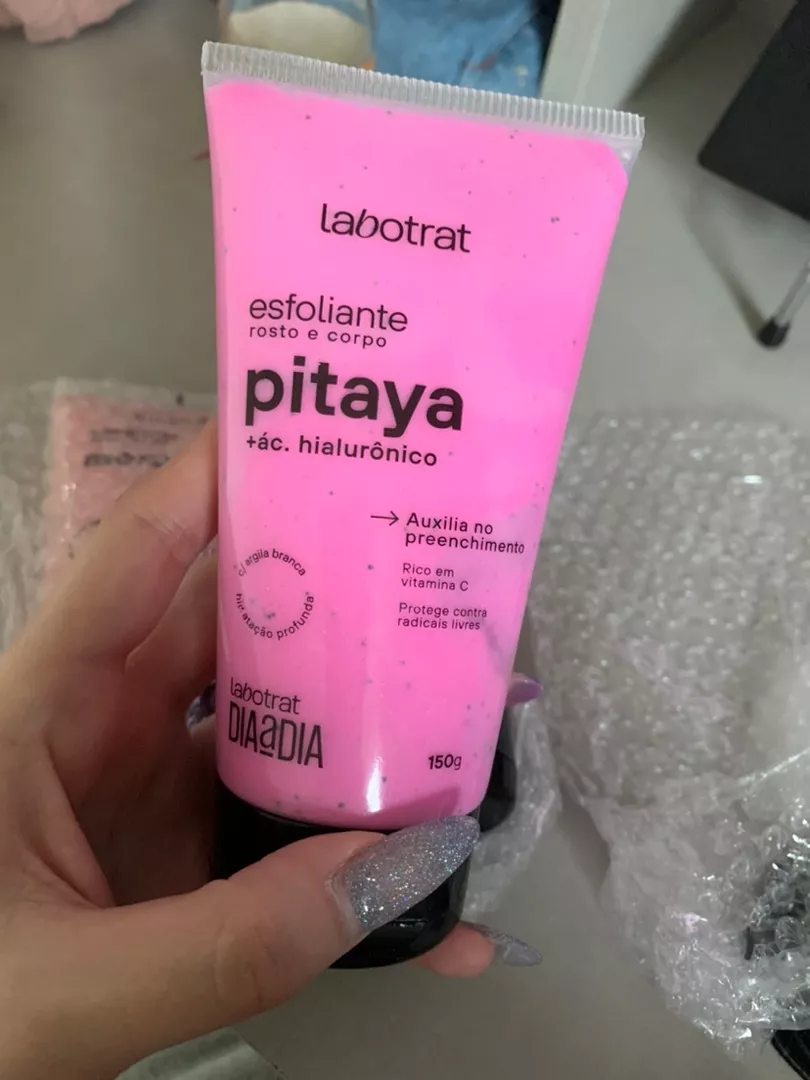 labotrat
esfoliante
rosto e corpo
pitaya
+ác. hialurônico
→ Auxilia no
preenchimento
Rico em
vitamina C
Protege contra
radicais livres
c/ argila branca
hidratação profunda
labotrat
DIAaDIA
150g